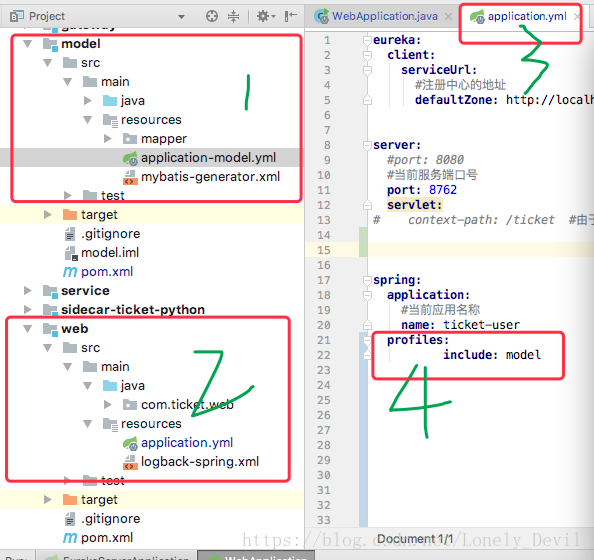 Project
gateway
model
src
main
java
resources
mapper
application-model.yml
mybatis-generator.xml
test
target
.gitignore
model.iml
pom.xml
service
sidecar-ticket-python
web
src
main
java
com.ticket.web
resources
application.yml
logback-spring.xml
test
target
.gitignore
pom.xml
Run: EurekaServerApplication WebApplication
1
2
WebApplication.java application.yml
3
1 eureka:
2 client:
3 serviceUrl:
4 #注册中心的地址
5 defaultZone: http://localh
6
7
8 server:
9 #port: 8080
10 #当前服务端口号
11 port: 8762
12 servlet:
13 # context-path: /ticket #由于
14
15
16
17 spring:
18 application:
19 #当前应用名称
20 name: ticket-user
21 profiles:
22 include: model
23
24
25
26
27
28
29
30
31
32
33
4
https://blog.csdn.net/Lonely_Devil
Document 1/1